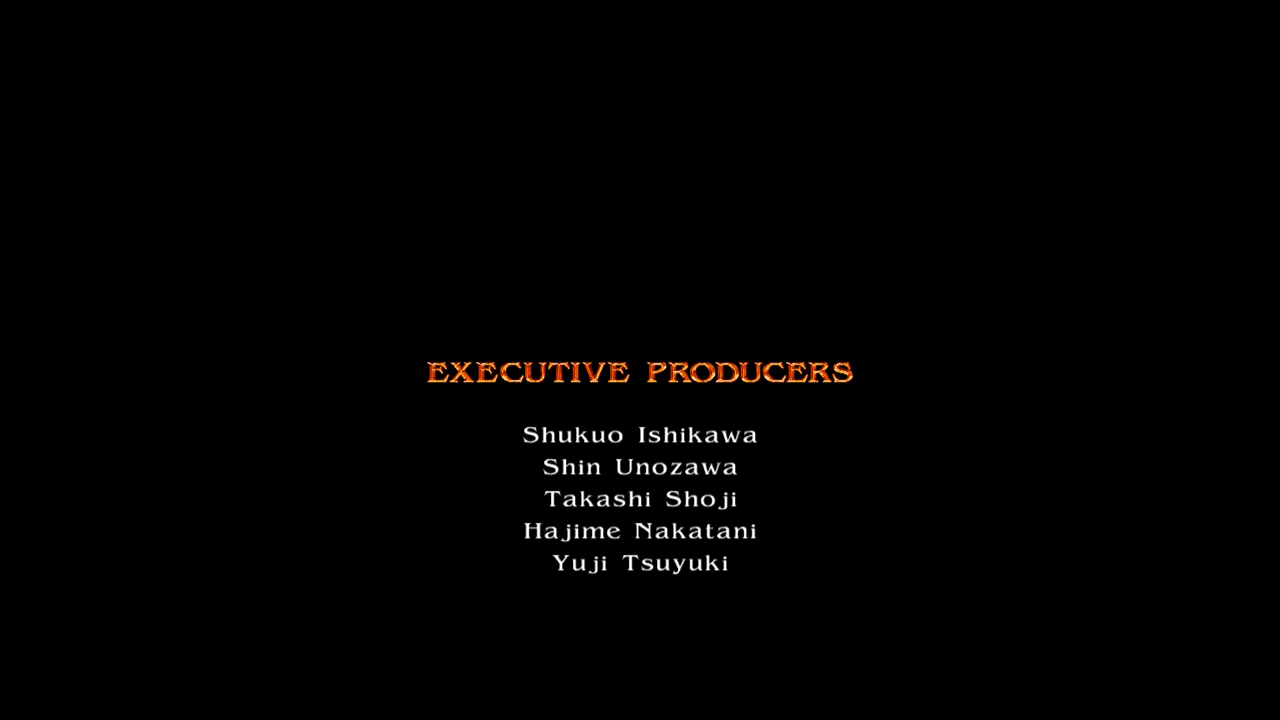 EXECUTIVE PRODUCERS
Shukuo Ishikawa
Shin Unozawa
Takashi Shoji
Hajime Nakatani
Yuji Tsuyuki